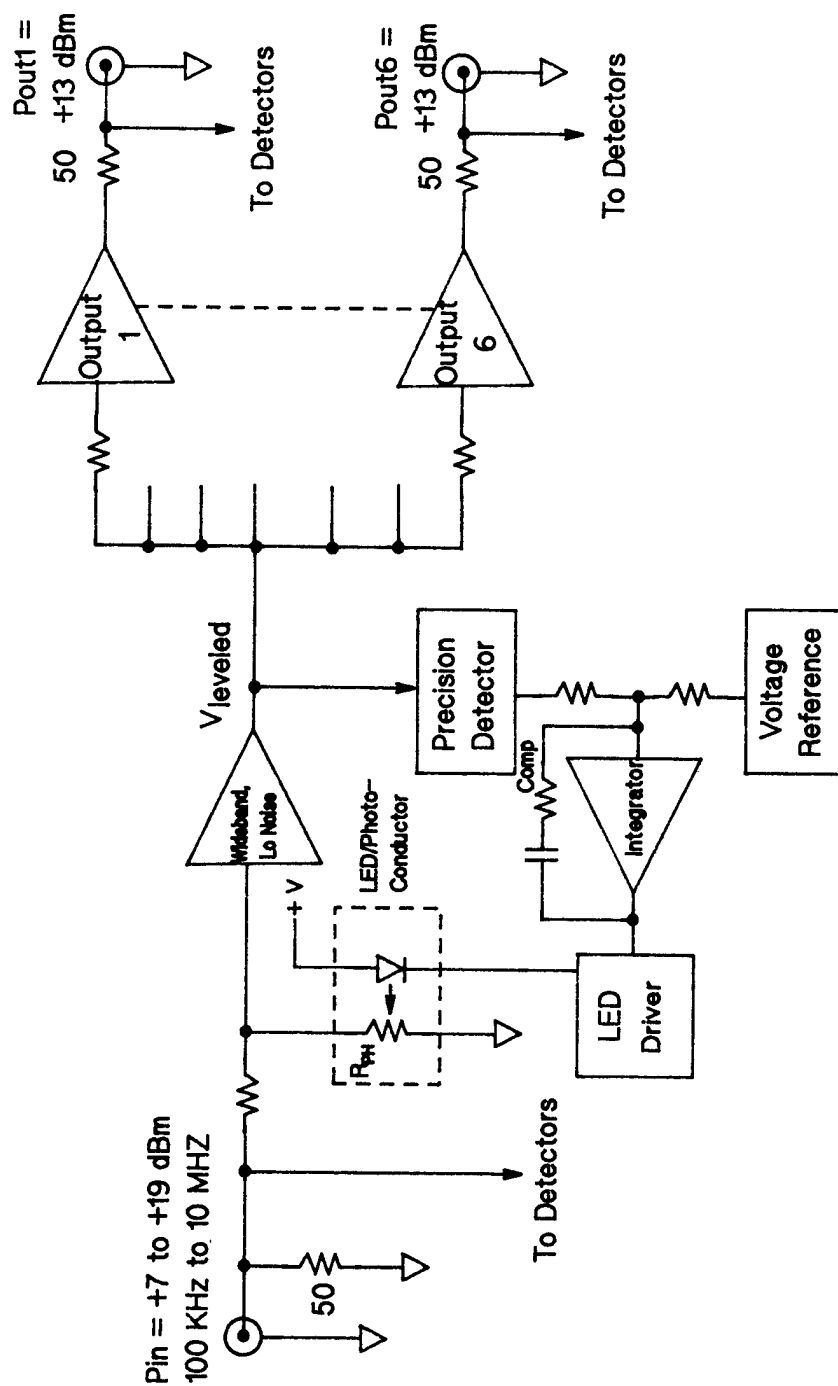 Pin = +7 to +19 dBm
100 KHz to 10 MHZ
50
To Detectors
R PH
LED/Photo-
Conductor
+ V
Wideband,
Lo Noise
V leveled
Precision
Detector
Comp
Integrator
LED
Driver
Voltage
Reference
Output
1
50
Pout1 =
+13 dBm
To Detectors
Output
6
50
Pout6 =
+13 dBm
To Detectors